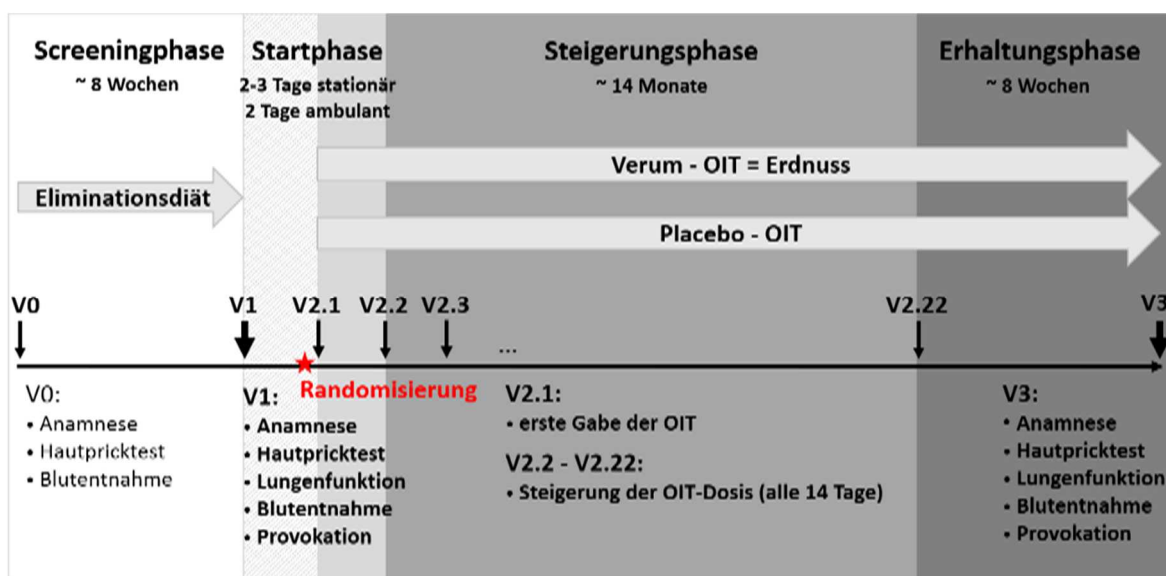 Screeningphase
~ 8 Wochen
Startphase
2-3 Tage stationär
2 Tage ambulant
Steigerungsphase
~ 14 Monate
Erhaltungsphase
~ 8 Wochen
Eliminationsdiät
Verum - OIT = Erdnuss
Placebo - OIT
V0
V1
V2.1
V2.2
V2.3
...
V2.22
V3
Randomisierung
V0:
• Anamnese
• Hautpricktest
• Blutentnahme
V1:
• Anamnese
• Hautpricktest
• Lungenfunktion
• Blutentnahme
• Provokation
V2.1:
• erste Gabe der OIT
V2.2 - V2.22:
• Steigerung der OIT-Dosis (alle 14 Tage)
V3:
• Anamnese
• Hautpricktest
• Lungenfunktion
• Blutentnahme
• Provokation